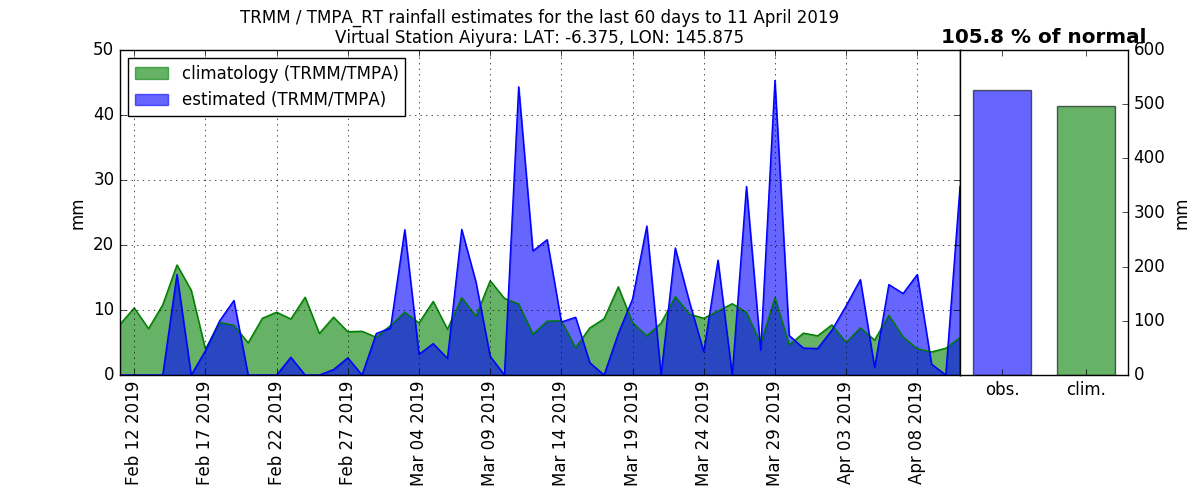 TRMM / TMPA_RT rainfall estimates for the last 60 days to 11 April 2019
Virtual Station Aiyura: LAT: -6.375, LON: 145.875
105.8 % of normal
climatology (TRMM/TMPA)
estimated (TRMM/TMPA)
50
40
30
20
10
0
mm
600
500
400
300
200
100
0
mm
obs.
clim.
Feb 12 2019
Feb 17 2019
Feb 22 2019
Feb 27 2019
Mar 04 2019
Mar 09 2019
Mar 14 2019
Mar 19 2019
Mar 24 2019
Mar 29 2019
Apr 03 2019
Apr 08 2019